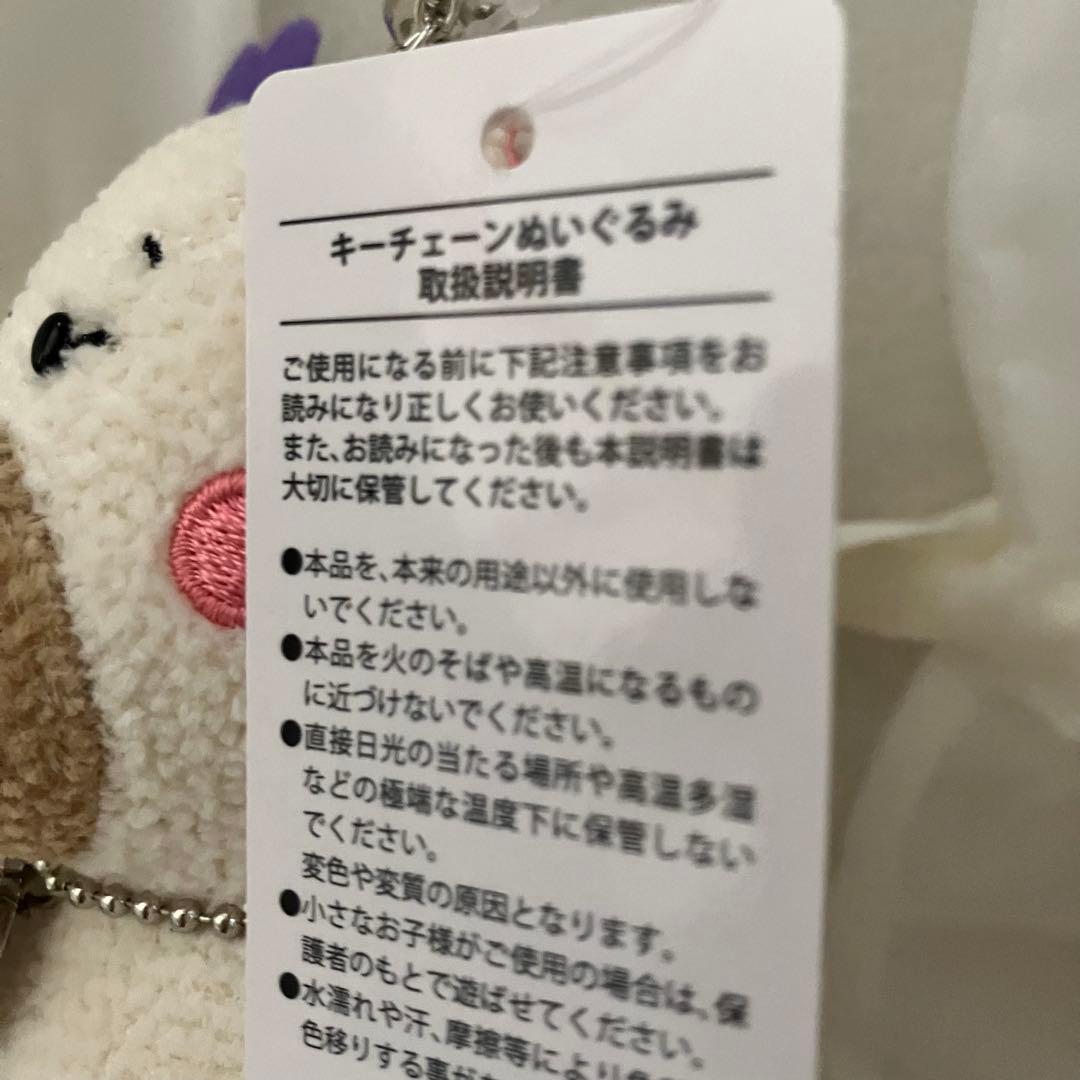 キーチェーンぬいぐるみ
取扱説明書
ご使用になる前に下記注意事項をお
読みになり正しくお使いください。
また、お読みになった後も本説明書は
大切に保管してください。
●本品を、本来の用途以外に使用しな
いでください。
●本品を火のそばや高温になるもの
に近づけないでください。
●直接日光の当たる場所や高温多湿
などの極端な温度下に保管しない
でください。
変色や変質の原因となります。
●小さなお子様がご使用の場合は、保
護者のもとで遊ばせてください。
●水濡れや汗、摩擦等により
色移りする事が